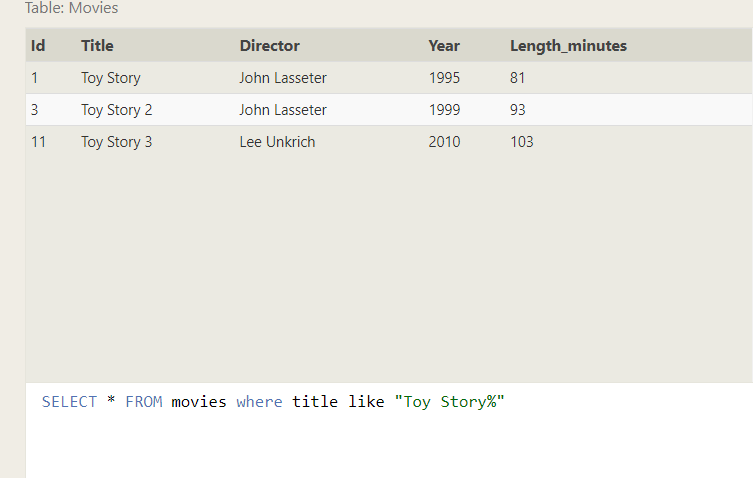 Table: Movies
Id Title Director Year Length_minutes
1 Toy Story John Lasseter 1995 81
3 Toy Story 2 John Lasseter 1999 93
11 Toy Story 3 Lee Unkrich 2010 103
SELECT * FROM movies where title like "Toy Story%"